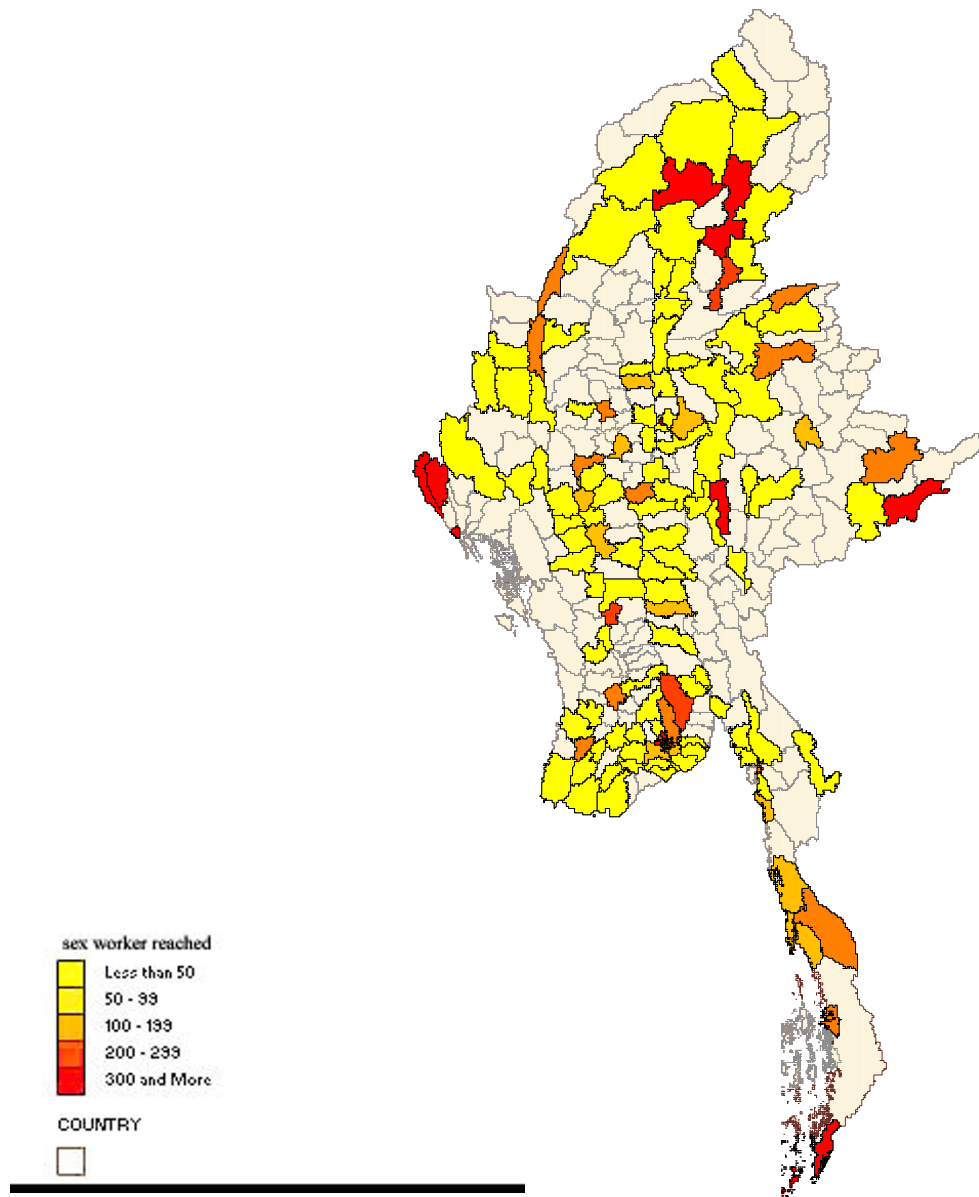 sex worker reached
Less than 50
50 - 99
100 - 199
200 - 299
300 and More
COUNTRY